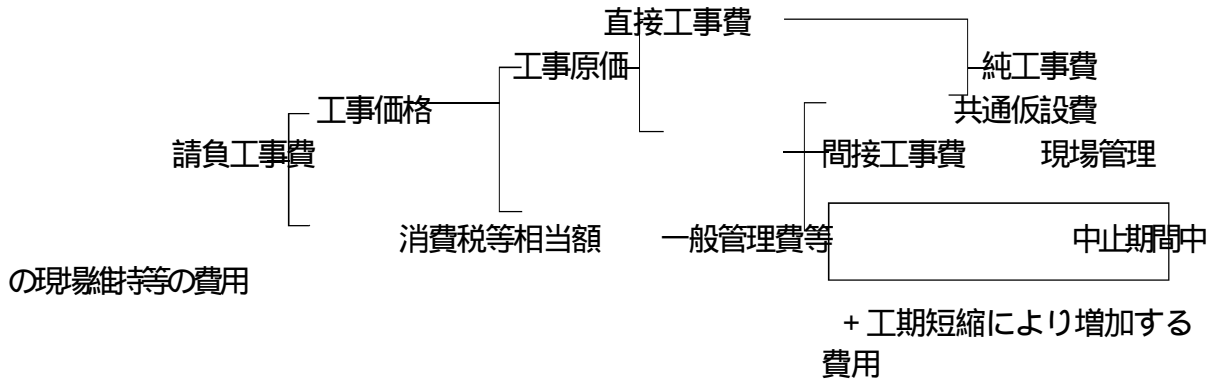 直接工事費
工事原価 純工事費
工事価格 共通仮設費
請負工事費 間接工事費 現場管理
消費税等相当額 一般管理費等 中止期間中
の現場維持等の費用
+工期短縮により増加する
費用